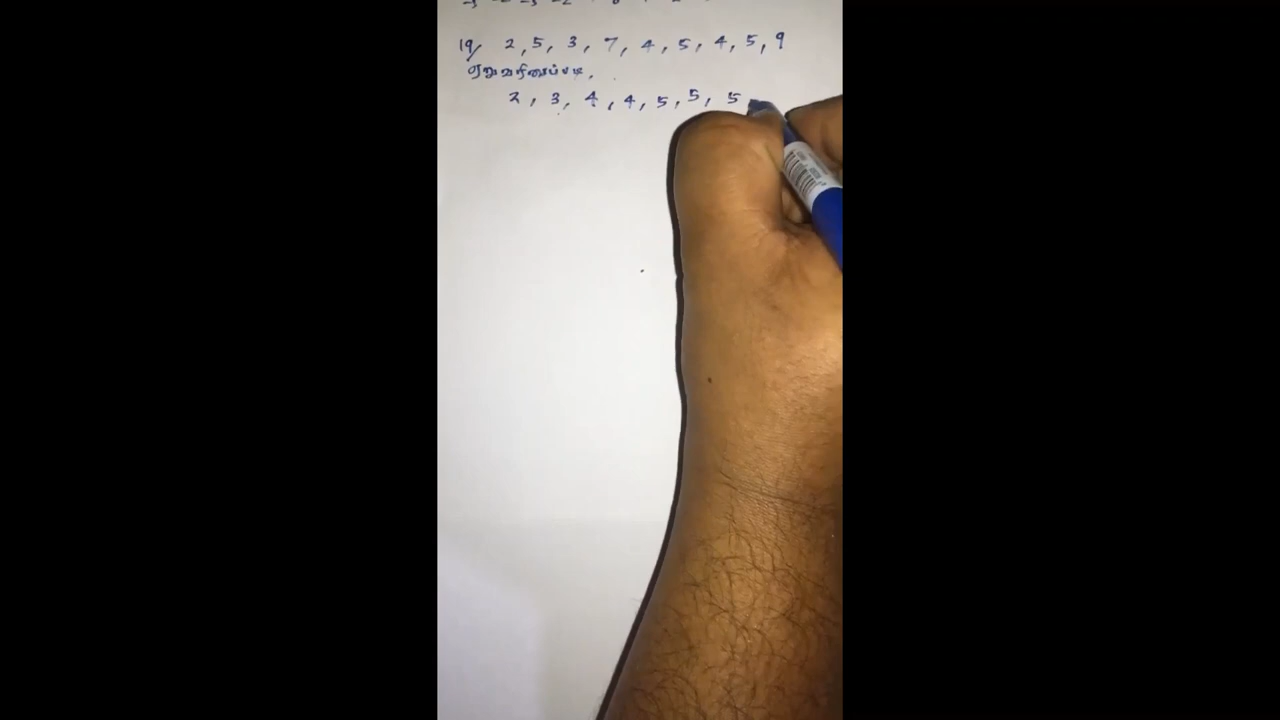 19/ 2, 5, 3, 7, 4, 5, 4, 5, 9
ஏறுவரிசைப்படி,
2, 3, 4, 4, 5, 5, 5